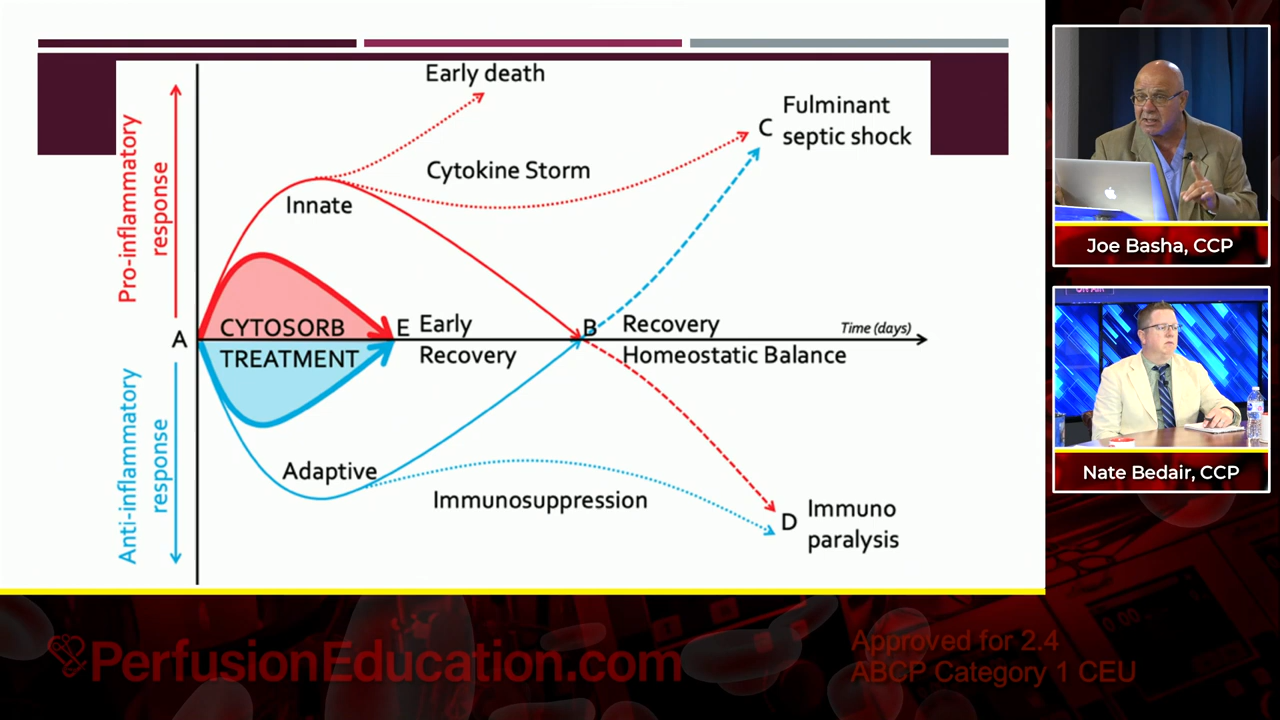 Early death
Fulminant
septic shock
C
Cytokine Storm
Innate
Pro-inflammatory
response
A
CYTOSORB
TREATMENT
E
Early
Recovery
B
Recovery
Homeostatic Balance
Time (days)
Anti-inflammatory
response
Adaptive
Immunosuppression
D
Immuno
paralysis
Joe Basha, CCP
Nate Bedair, CCP
PerfusionEducation.com
Approved for 2.4
ABCP Category 1 CEU